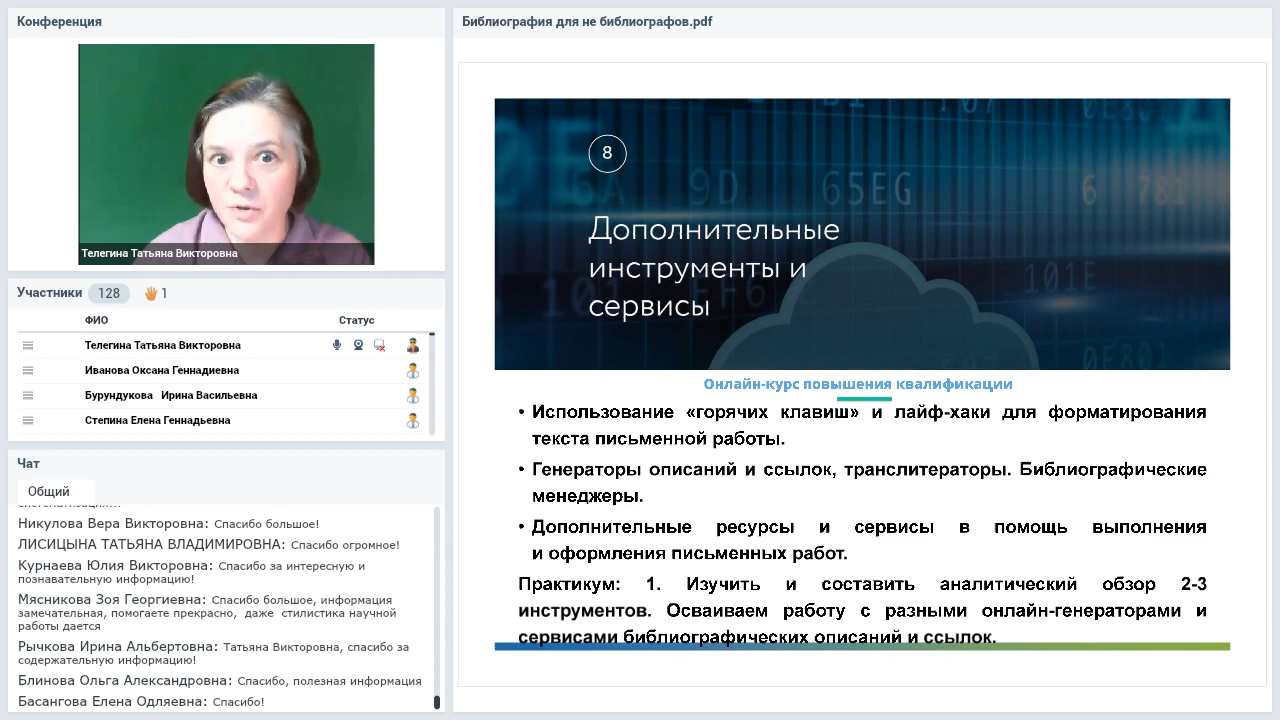 Конференция
Телегина Татьяна Викторовна
Участники 128 1
ФИО Статус
Телегина Татьяна Викторовна
Иванова Оксана Геннадиевна
Бурундукова Ирина Васильевна
Степина Елена Геннадьевна
Чат
Общий
Никулова Вера Викторовна: Спасибо большое!
ЛИСИЦЫНА ТАТЬЯНА ВЛАДИМИРОВНА: Спасибо огромное!
Курнаева Юлия Викторовна: Спасибо за интересную и
познавательную информацию!
Мясникова Зоя Георгиевна: Спасибо большое, информация
замечательная, помогаете прекрасно, даже стилистика научной
работы дается
Рычкова Ирина Альбертовна: Татьяна Викторовна, спасибо за
содержательную информацию!
Блинова Ольга Александровна: Спасибо, полезная информация
Басангова Елена Одляевна: Спасибо!
Библиография для не библиографов.pdf
8
9D 65EG 6 781
101E
Дополнительные
инструменты и
сервисы
Онлайн-курс повышения квалификации
• Использование «горячих клавиш» и лайф-хаки для форматирования
текста письменной работы.
• Генераторы описаний и ссылок, транслитераторы. Библиографические
менеджеры.
• Дополнительные ресурсы и сервисы в помощь выполнения
и оформления письменных работ.
Практикум: 1. Изучить и составить аналитический обзор 2-3
инструментов. Осваиваем работу с разными онлайн-генераторами и
сервисами библиографических описаний и ссылок.